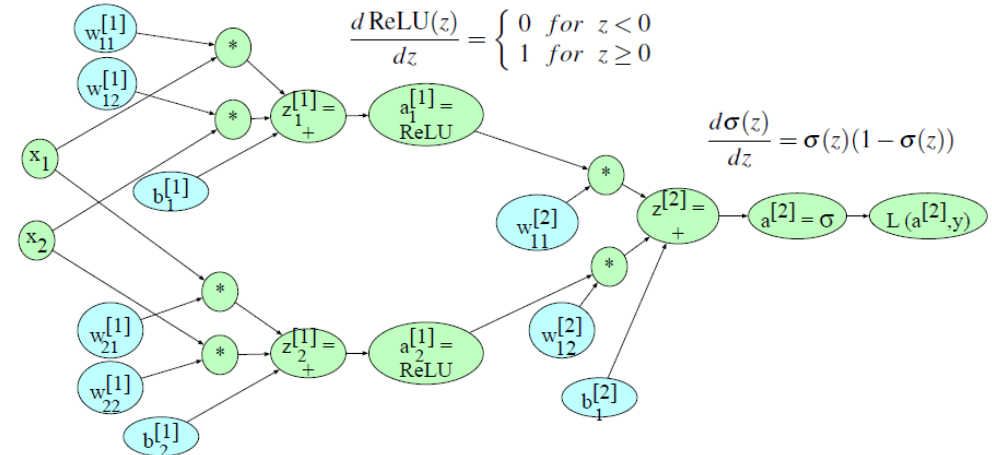 w[1]11
d ReLU(z)/dz = { 0 for z < 0
1 for z ≥ 0
*
w[1]12
*
z[1]1 = +
a[1]1 = ReLU
dσ(z)/dz = σ(z)(1 − σ(z))
x1
b[1]1
*
w[2]11
z[2] = +
a[2] = σ
L (a[2],y)
x2
*
*
w[1]21
w[2]12
*
z[1]2 = +
a[1]2 = ReLU
w[1]22
b[2]1
b[1]2